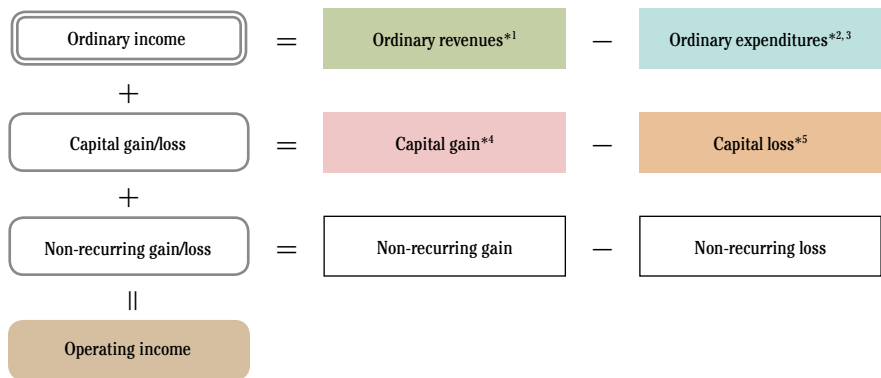 Ordinary income = Ordinary revenues*1 − Ordinary expenditures*2, 3
+
Capital gain/loss = Capital gain*4 − Capital loss*5
+
Non-recurring gain/loss = Non-recurring gain − Non-recurring loss
=
Operating income